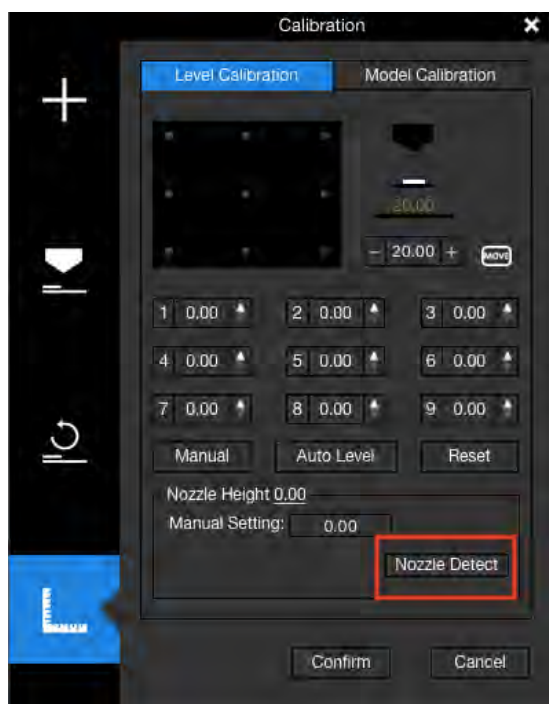 Calibration
Level Calibration Model Calibration
20.00
- 20.00 + MOVE
1 0.00 2 0.00 3 0.00
4 0.00 5 0.00 6 0.00
7 0.00 8 0.00 9 0.00
Manual Auto Level Reset
Nozzle Height 0.00
Manual Setting: 0.00
Nozzle Detect
Confirm Cancel